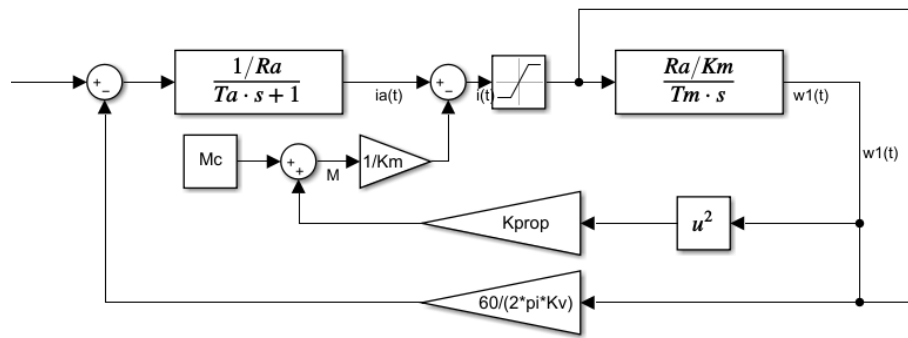 1/Ra
Ta · s + 1
ia(t)
i(t)
Ra/Km
Tm · s
w1(t)
w1(t)
Mc
M
1/Km
Kprop
u²
60/(2*pi*Kv)